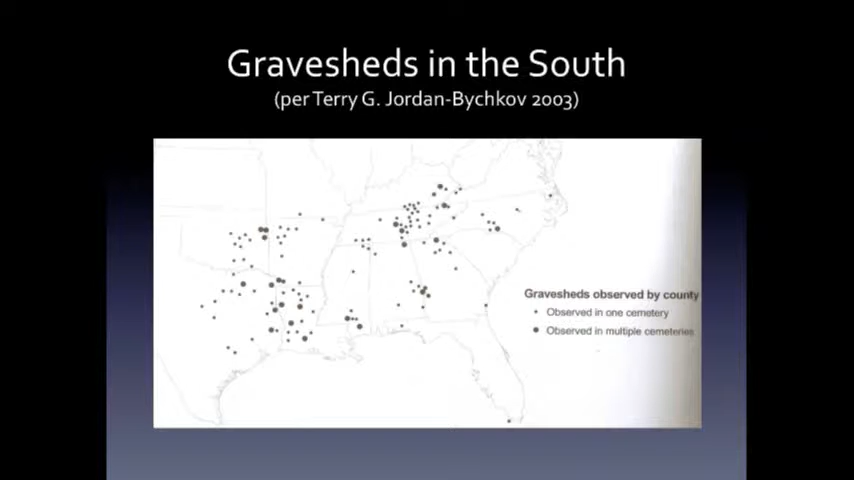 Gravesheds in the South
(per Terry G. Jordan-Bychkov 2003)
Gravesheds observed by county
Observed in one cemetery
Observed in multiple cemeteries